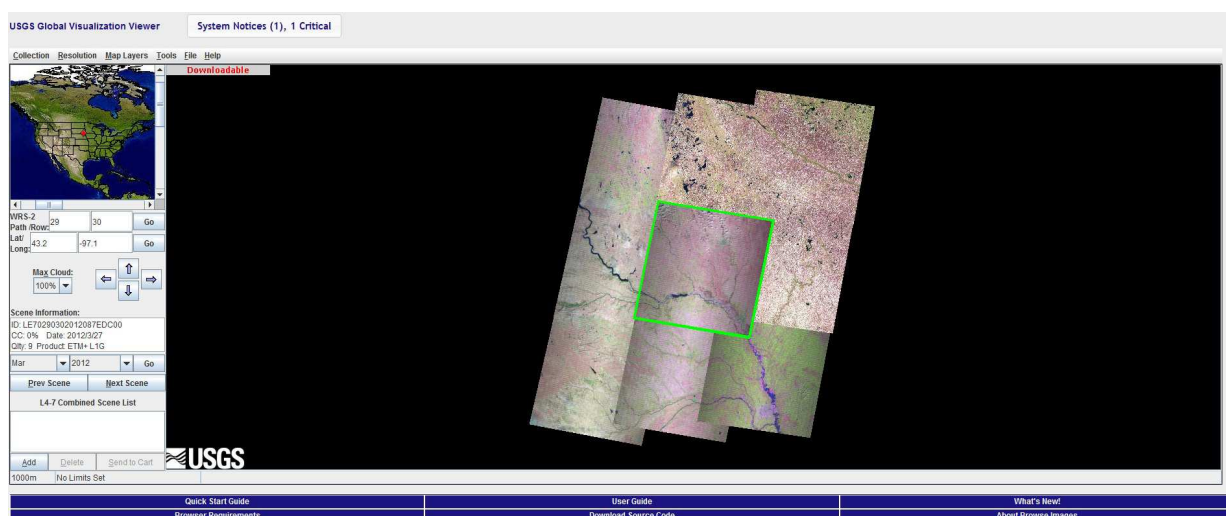 USGS Global Visualization Viewer
System Notices (1), 1 Critical
Collection Resolution Map Layers Tools File Help
Downloadable
WRS-2
Path /Row: 29 30 Go
Lat/
Long: 43.2 -97.1 Go
Max Cloud:
100%
Scene Information:
ID: LE70290302012087EDC00
CC: 0% Date: 2012/3/27
Qlty: 9 Product: ETM+ L1G
Mar 2012 Go
Prev Scene Next Scene
L4-7 Combined Scene List
Add Delete Send to Cart
USGS
1000m No Limits Set
Quick Start Guide User Guide What's New!
Browser Requirements Download Source Code About Browse Images